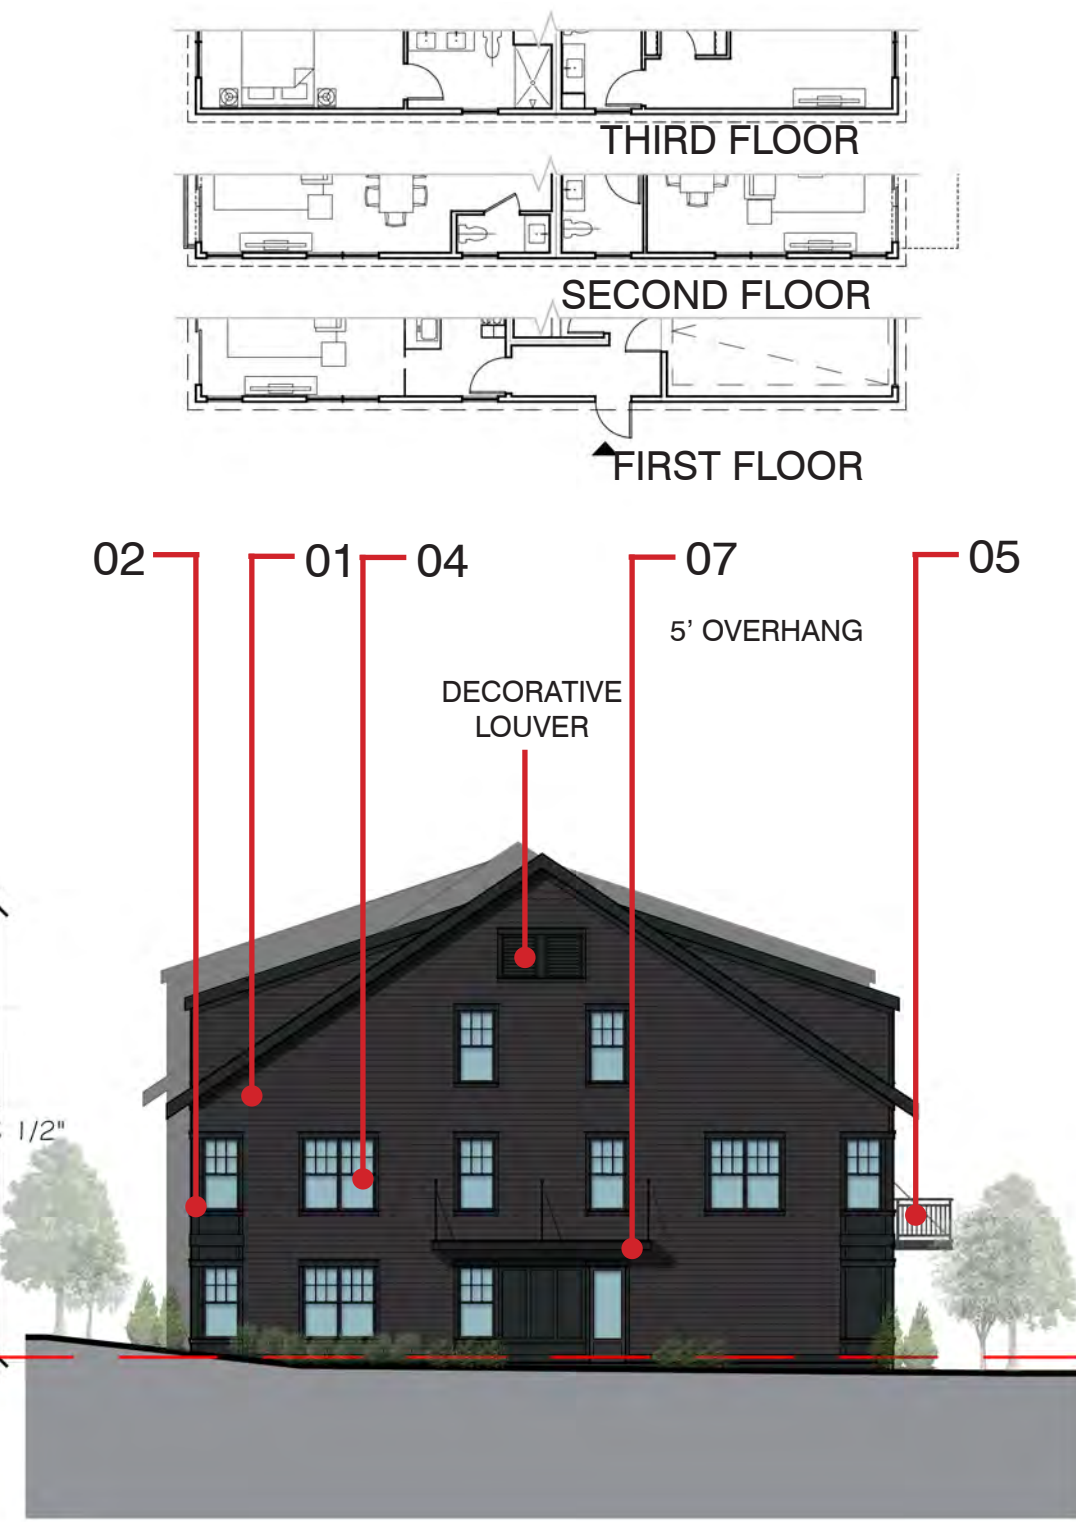 THIRD FLOOR
SECOND FLOOR
FIRST FLOOR
02
01
04
07
05
5’ OVERHANG
DECORATIVE
LOUVER
1/2"